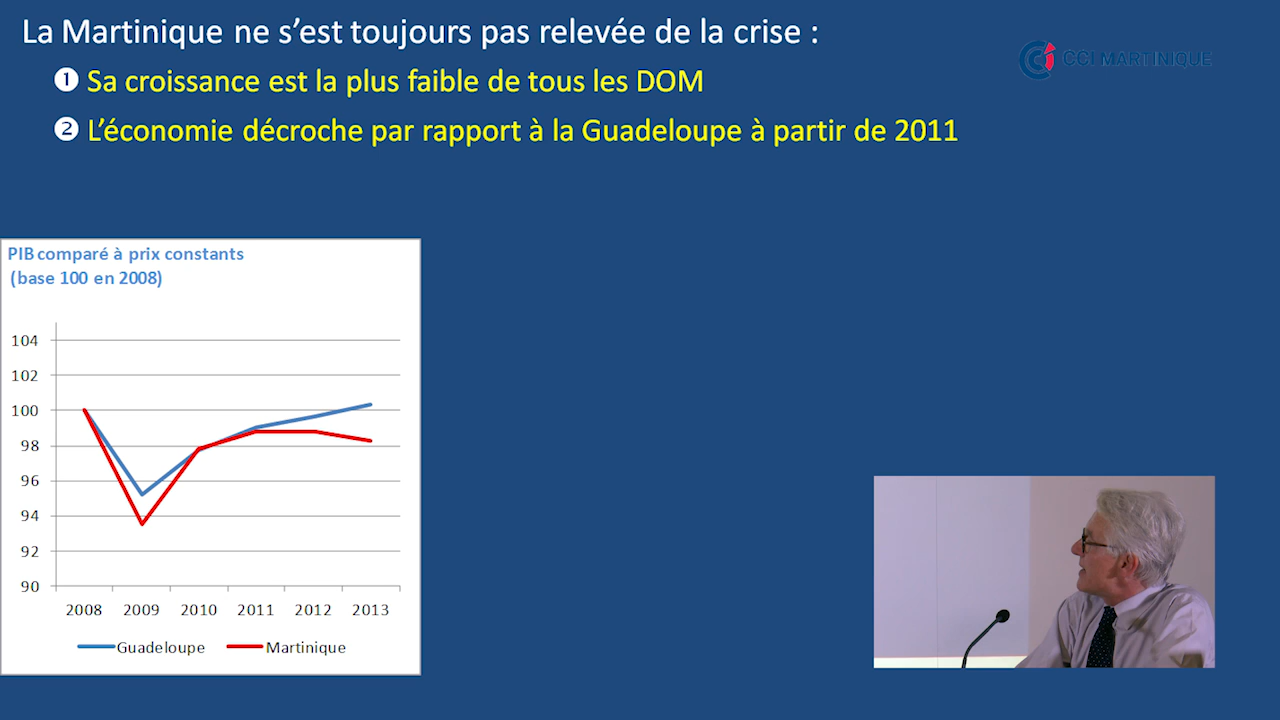 La Martinique ne s’est toujours pas relevée de la crise :
CCI MARTINIQUE
❶ Sa croissance est la plus faible de tous les DOM
❷ L’économie décroche par rapport à la Guadeloupe à partir de 2011
PIB comparé à prix constants
(base 100 en 2008)
104
102
100
98
96
94
92
90
2008 2009 2010 2011 2012 2013
Guadeloupe Martinique